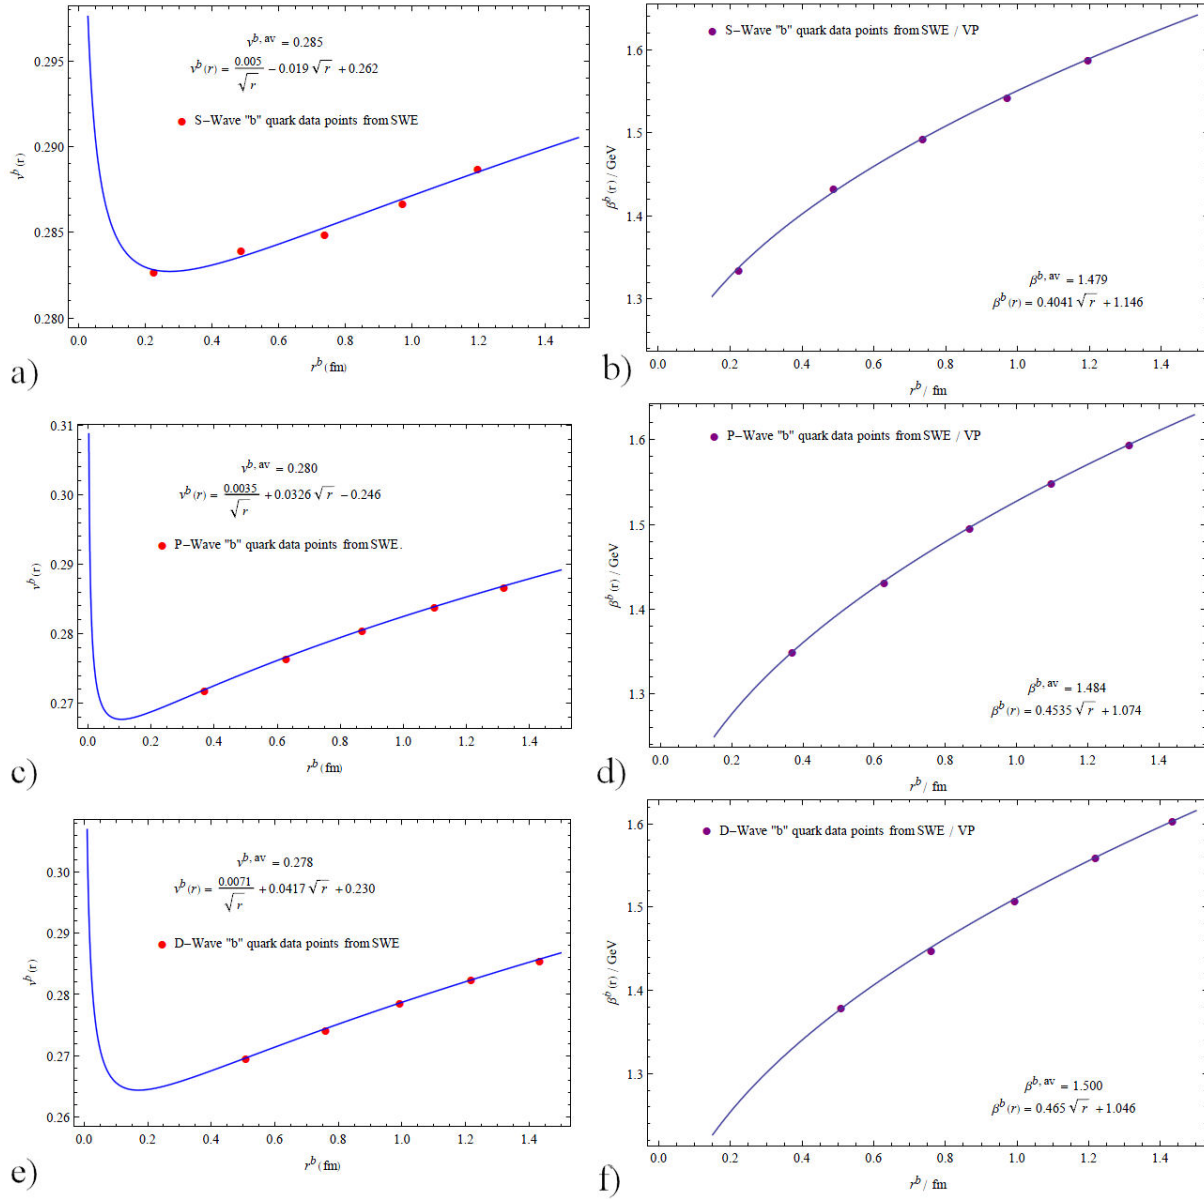 0.295
0.290
0.285
0.280
0.0 0.2 0.4 0.6 0.8 1.0 1.2 1.4
ν^b(r)
r^b (fm)
ν^{b, av} = 0.285
ν^b(r) = 0.005/√r − 0.019 √r + 0.262
S−Wave "b" quark data points from SWE
a)
1.6
1.5
1.4
1.3
0.0 0.2 0.4 0.6 0.8 1.0 1.2 1.4
β^b(r) / GeV
r^b / fm
S−Wave "b" quark data points from SWE / VP
β^{b, av} = 1.479
β^b(r) = 0.4041 √r + 1.146
b)
0.31
0.30
0.29
0.28
0.27
0.0 0.2 0.4 0.6 0.8 1.0 1.2 1.4
ν^b(r)
r^b (fm)
ν^{b, av} = 0.280
ν^b(r) = 0.0035/√r + 0.0326 √r − 0.246
P−Wave "b" quark data points from SWE.
c)
1.6
1.5
1.4
1.3
0.0 0.2 0.4 0.6 0.8 1.0 1.2 1.4
β^b(r) / GeV
r^b / fm
P−Wave "b" quark data points from SWE / VP
β^{b, av} = 1.484
β^b(r) = 0.4535 √r + 1.074
d)
0.30
0.29
0.28
0.27
0.26
0.0 0.2 0.4 0.6 0.8 1.0 1.2 1.4
ν^b(r)
r^b (fm)
ν^{b, av} = 0.278
ν^b(r) = 0.0071/√r + 0.0417 √r + 0.230
D−Wave "b" quark data points from SWE
e)
1.6
1.5
1.4
1.3
0.0 0.2 0.4 0.6 0.8 1.0 1.2 1.4
β^b(r) / GeV
r^b / fm
D−Wave "b" quark data points from SWE / VP
β^{b, av} = 1.500
β^b(r) = 0.465 √r + 1.046
f)